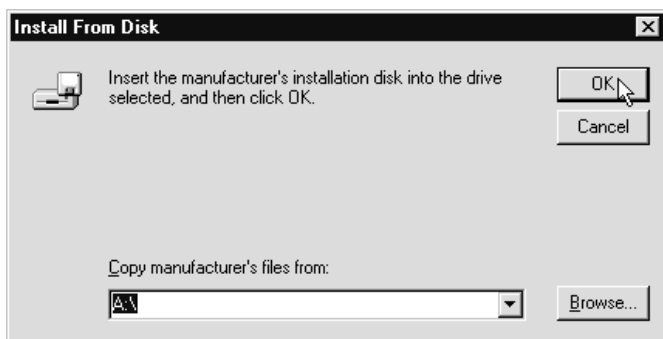 Install From Disk
Insert the manufacturer's installation disk into the drive
selected, and then click OK.
OK
Cancel
Copy manufacturer's files from:
A:\
Browse...